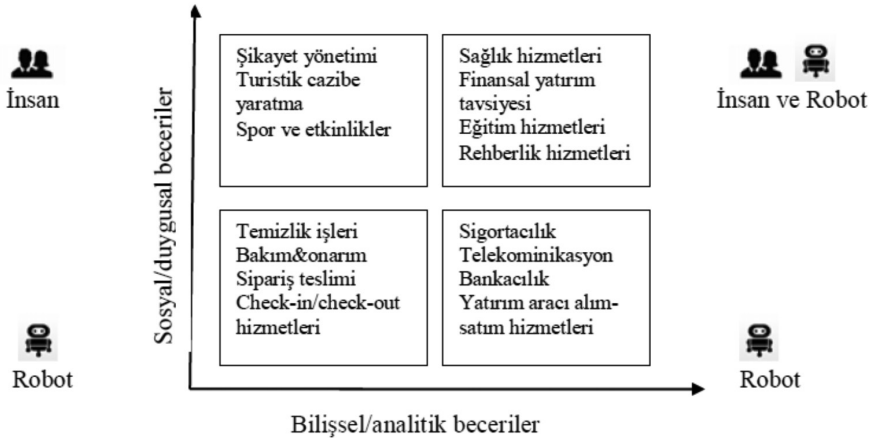 İnsan
Sosyal/duygusal beceriler
Şikayet yönetimi
Turistik cazibe
yaratma
Spor ve etkinlikler
Sağlık hizmetleri
Finansal yatırım
tavsiyesi
Eğitim hizmetleri
Rehberlik hizmetleri
İnsan ve Robot
Robot
Temizlik işleri
Bakım&onarım
Sipariş teslimi
Check-in/check-out
hizmetleri
Sigortacılık
Telekominikasyon
Bankacılık
Yatırım aracı alım-
satım hizmetleri
Robot
Bilişsel/analitik beceriler